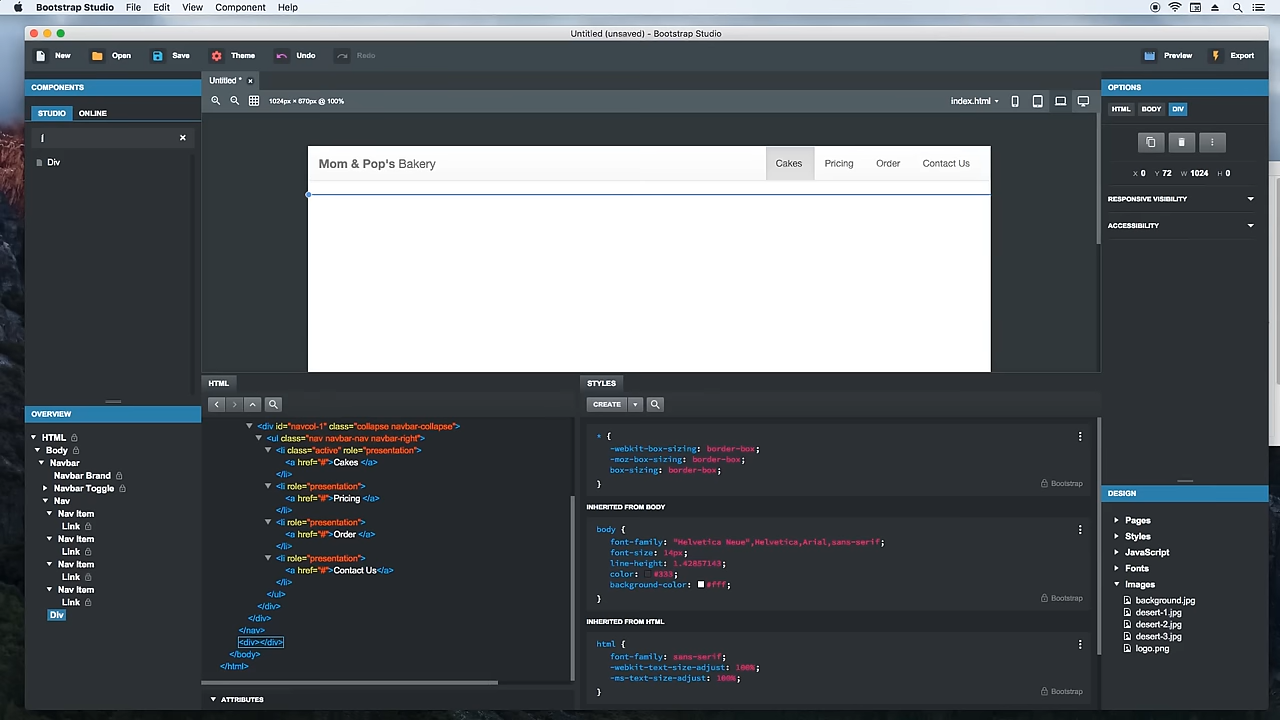 Bootstrap Studio File Edit View Component Help
Untitled (unsaved) - Bootstrap Studio
New Open Save Theme Undo Redo Preview Export
COMPONENTS
STUDIO ONLINE
Div
OVERVIEW
HTML
Body
Navbar
Navbar Brand
Navbar Toggle
Nav
Nav Item
Link
Nav Item
Link
Nav Item
Link
Nav Item
Link
Div
Untitled *
1024px × 670px @ 100%
index.html
Mom & Pop's Bakery Cakes Pricing Order Contact Us
HTML
<div id="navcol-1" class="collapse navbar-collapse">
<ul class="nav navbar-nav navbar-right">
<li class="active" role="presentation">
<a href="#">Cakes </a>
</li>
<li role="presentation">
<a href="#">Pricing </a>
</li>
<li role="presentation">
<a href="#">Order </a>
</li>
<li role="presentation">
<a href="#">Contact Us</a>
</li>
</ul>
</div>
</div>
</nav>
<div></div>
</body>
</html>
ATTRIBUTES
STYLES
CREATE
* {
-webkit-box-sizing: border-box;
-moz-box-sizing: border-box;
box-sizing: border-box;
}
Bootstrap
INHERITED FROM BODY
body {
font-family: "Helvetica Neue",Helvetica,Arial,sans-serif;
font-size: 14px;
line-height: 1.42857143;
color: #333;
background-color: #fff;
}
Bootstrap
INHERITED FROM HTML
html {
font-family: sans-serif;
-webkit-text-size-adjust: 100%;
-ms-text-size-adjust: 100%;
}
Bootstrap
OPTIONS
HTML BODY DIV
X 0 Y 72 W 1024 H 0
RESPONSIVE VISIBILITY
ACCESSIBILITY
DESIGN
Pages
Styles
JavaScript
Fonts
Images
background.jpg
desert-1.jpg
desert-2.jpg
desert-3.jpg
logo.png